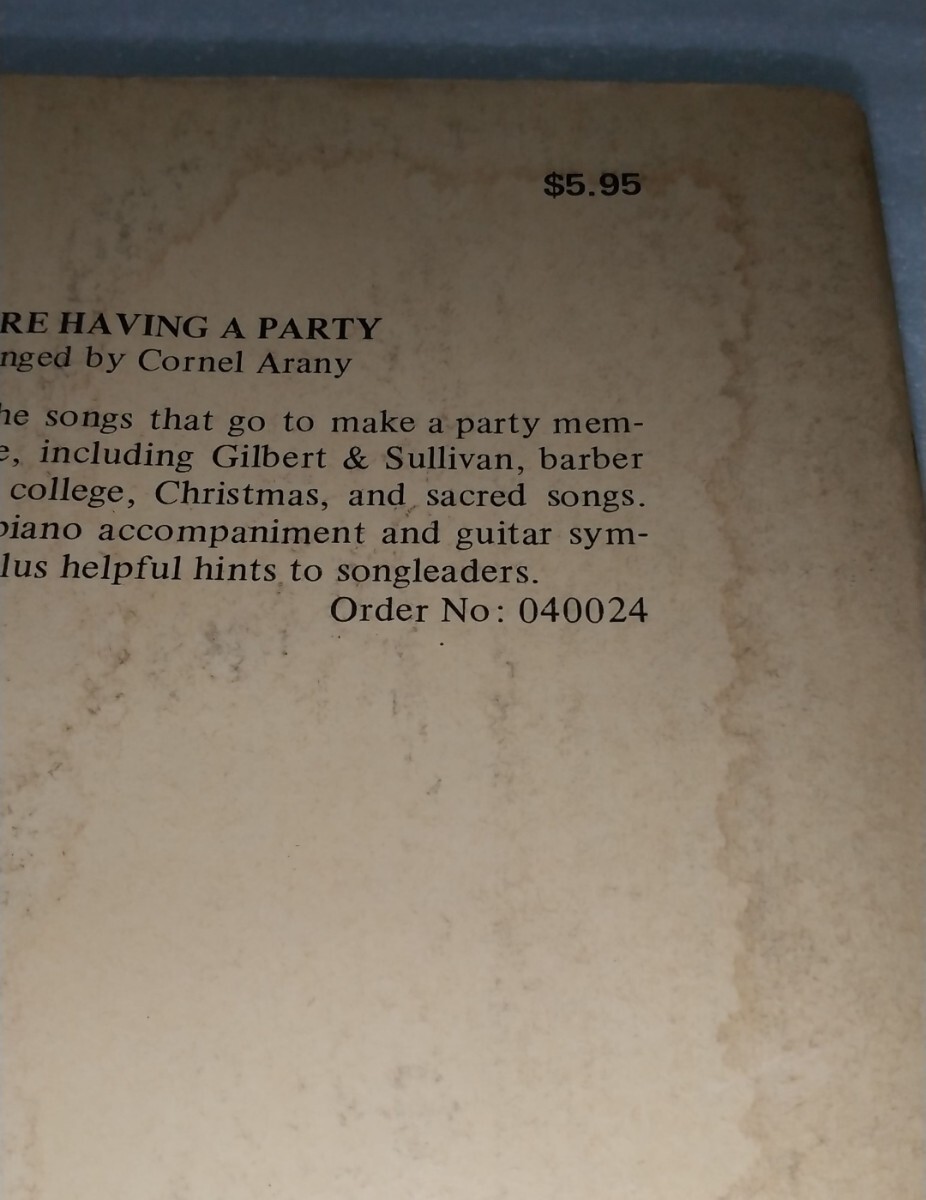 $5.95
RE HAVING A PARTY
nged by Cornel Arany
he songs that go to make a party mem-
e, including Gilbert & Sullivan, barber
college, Christmas, and sacred songs.
piano accompaniment and guitar sym-
lus helpful hints to songleaders.
Order No: 040024